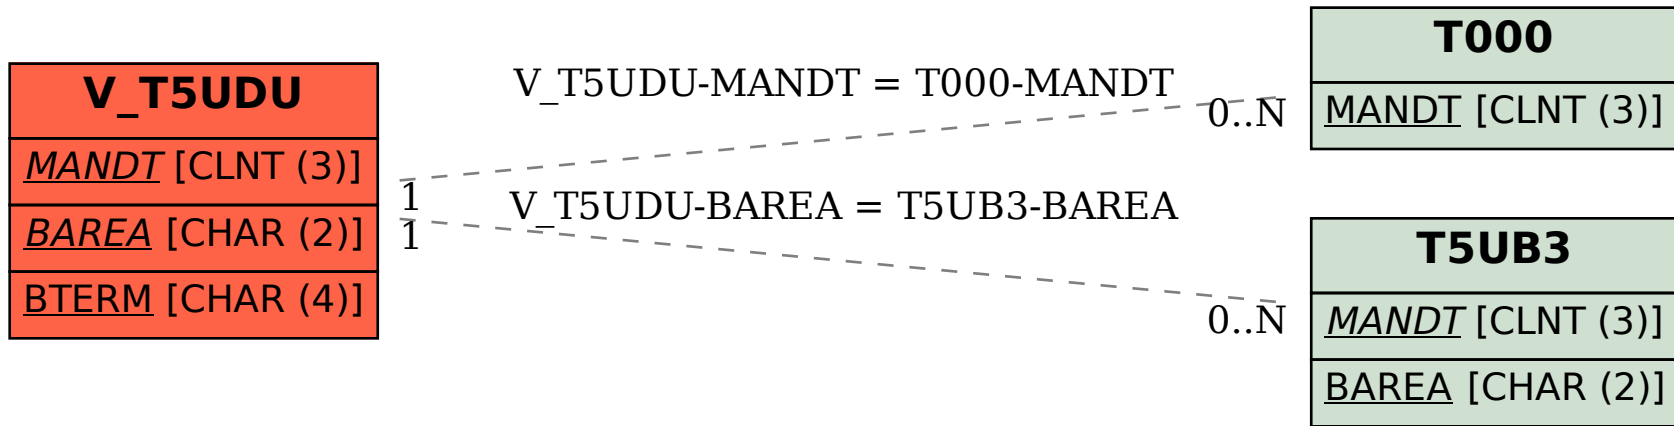 V_T5UDU
MANDT [CLNT (3)]
BAREA [CHAR (2)]
BTERM [CHAR (4)]
V_T5UDU-MANDT = T000-MANDT
0..N
1
V_T5UDU-BAREA = T5UB3-BAREA
1
0..N
T000
MANDT [CLNT (3)]
T5UB3
MANDT [CLNT (3)]
BAREA [CHAR (2)]